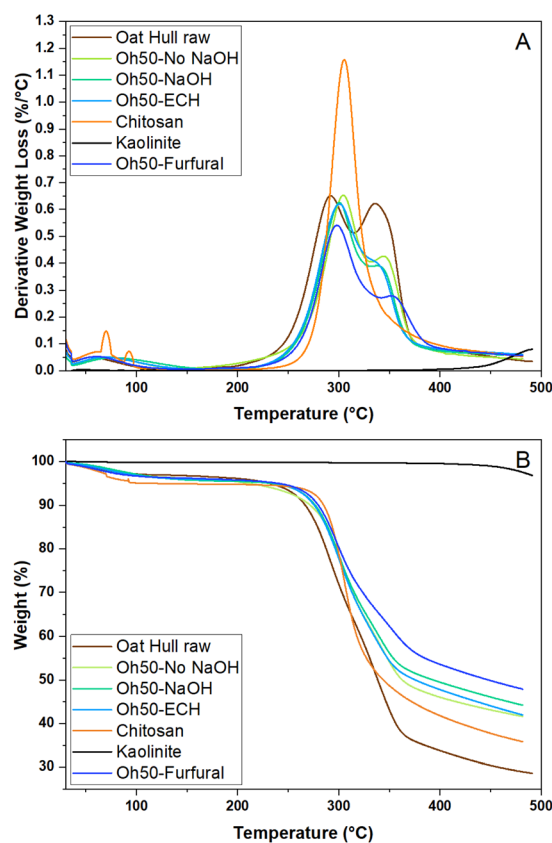 1.3
1.2
1.1
1.0
0.9
0.8
0.7
0.6
0.5
0.4
0.3
0.2
0.1
0.0
Derivative Weight Loss (%/°C)
A
Oat Hull raw
Oh50-No NaOH
Oh50-NaOH
Oh50-ECH
Chitosan
Kaolinite
Oh50-Furfural
100 200 300 400 500
Temperature (°C)
100
90
80
70
60
50
40
30
Weight (%)
B
Oat Hull raw
Oh50-No NaOH
Oh50-NaOH
Oh50-ECH
Chitosan
Kaolinite
Oh50-Furfural
100 200 300 400 500
Temperature (°C)